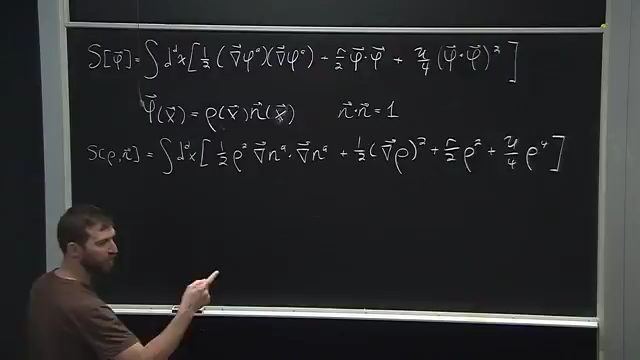 S[φ⃗] = ∫ dᵈx [ ½ (∇⃗φᵃ)(∇⃗φᵃ) + r/2 φ⃗·φ⃗ + u/4 (φ⃗·φ⃗)² ]
φ⃗(x⃗) = ρ(x⃗) n⃗(x⃗) n⃗·n⃗ = 1
S[ρ, n⃗] = ∫ dᵈx [ ½ ρ² ∇⃗nᵃ · ∇⃗nᵃ + ½ (∇⃗ρ)² + r/2 ρ² + u/4 ρ⁴ ]